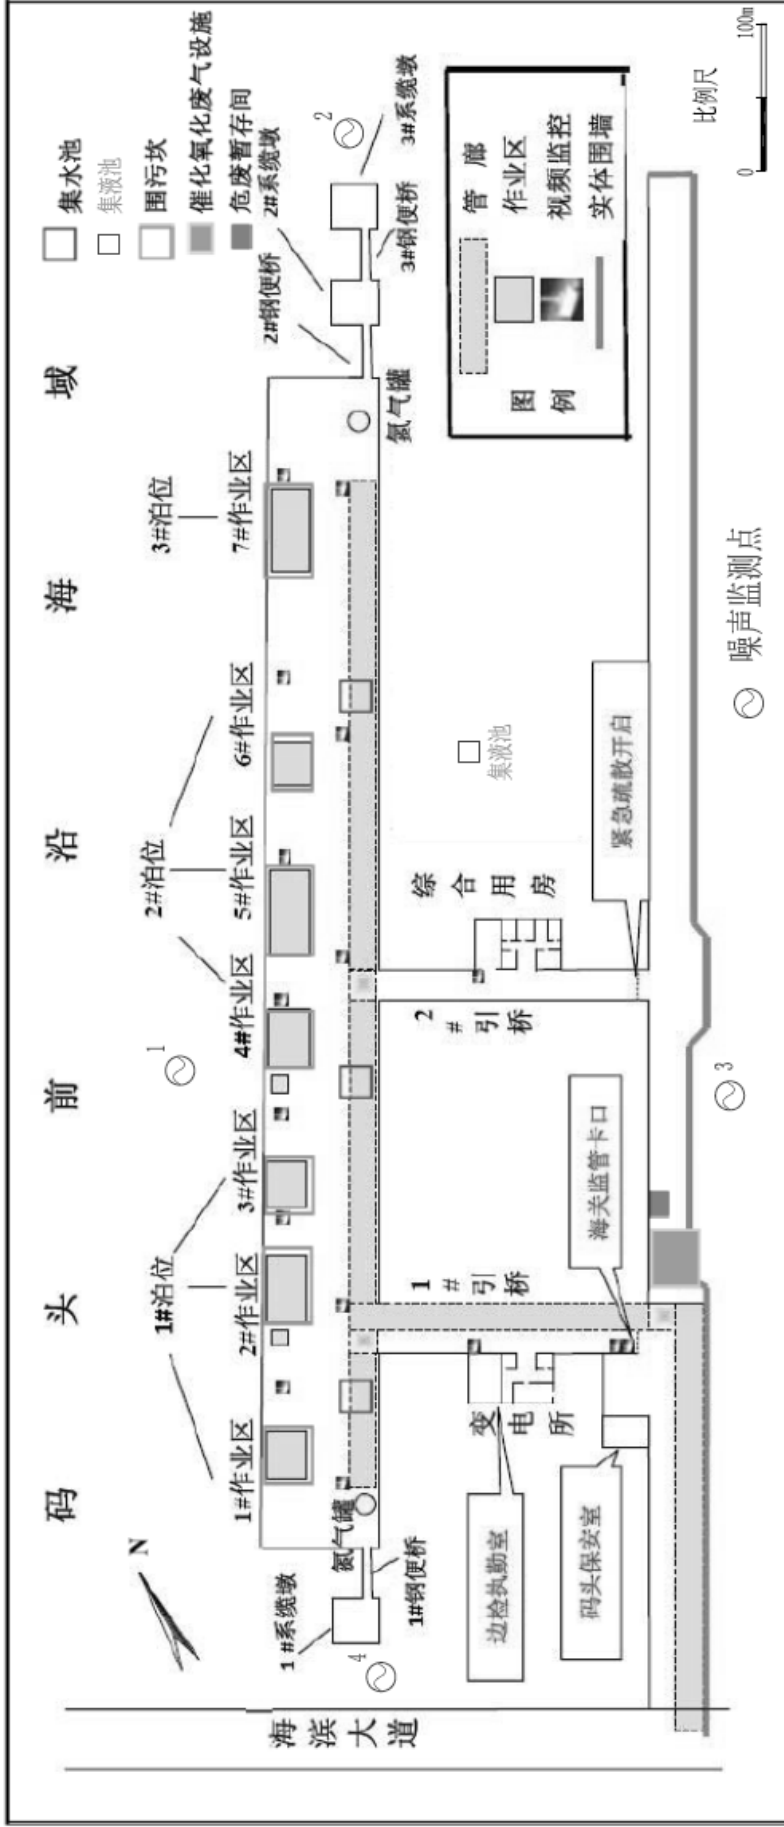 码头前沿海域
集水池
集液池
围污坎
催化氧化废气设施
危废暂存间
1#泊位
2#泊位
3#泊位
1#作业区
2#作业区
3#作业区
4#作业区
5#作业区
6#作业区
7#作业区
N
1
2
3
4
1#系缆墩
2#系缆墩
3#系缆墩
1#钢便桥
2#钢便桥
3#钢便桥
氮气罐
氮气罐
海滨大道
1#引桥
2#引桥
变电所
综合用房
集液池
边检执勤室
码头保安室
海关监管卡口
紧急疏散开启
图例
管廊
作业区
视频监控
实体围墙
噪声监测点
比例尺
0
100m